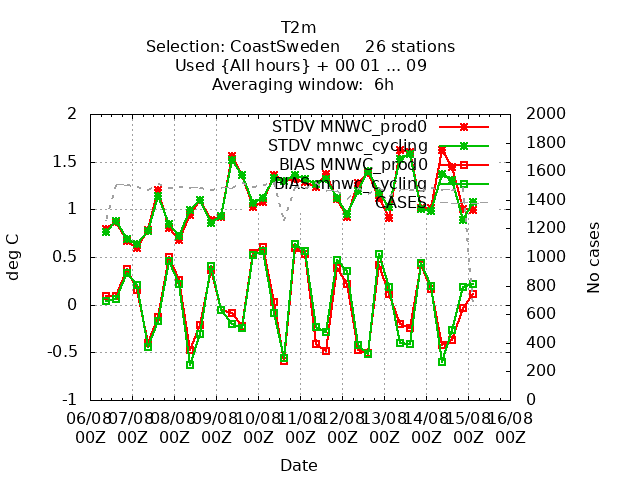 T2m
Selection: CoastSweden     26 stations
Used {All hours} + 00 01 ... 09
Averaging window:  6h
STDV MNWC_prod0
STDV mnwc_cycling
BIAS MNWC_prod0
BIAS mnwc_cycling
CASES
2
1.5
1
0.5
0
-0.5
-1
2000
1800
1600
1400
1200
1000
800
600
400
200
0
deg C
No cases
06/08 07/08 08/08 09/08 10/08 11/08 12/08 13/08 14/08 15/08 16/08
00Z 00Z 00Z 00Z 00Z 00Z 00Z 00Z 00Z 00Z 00Z
Date